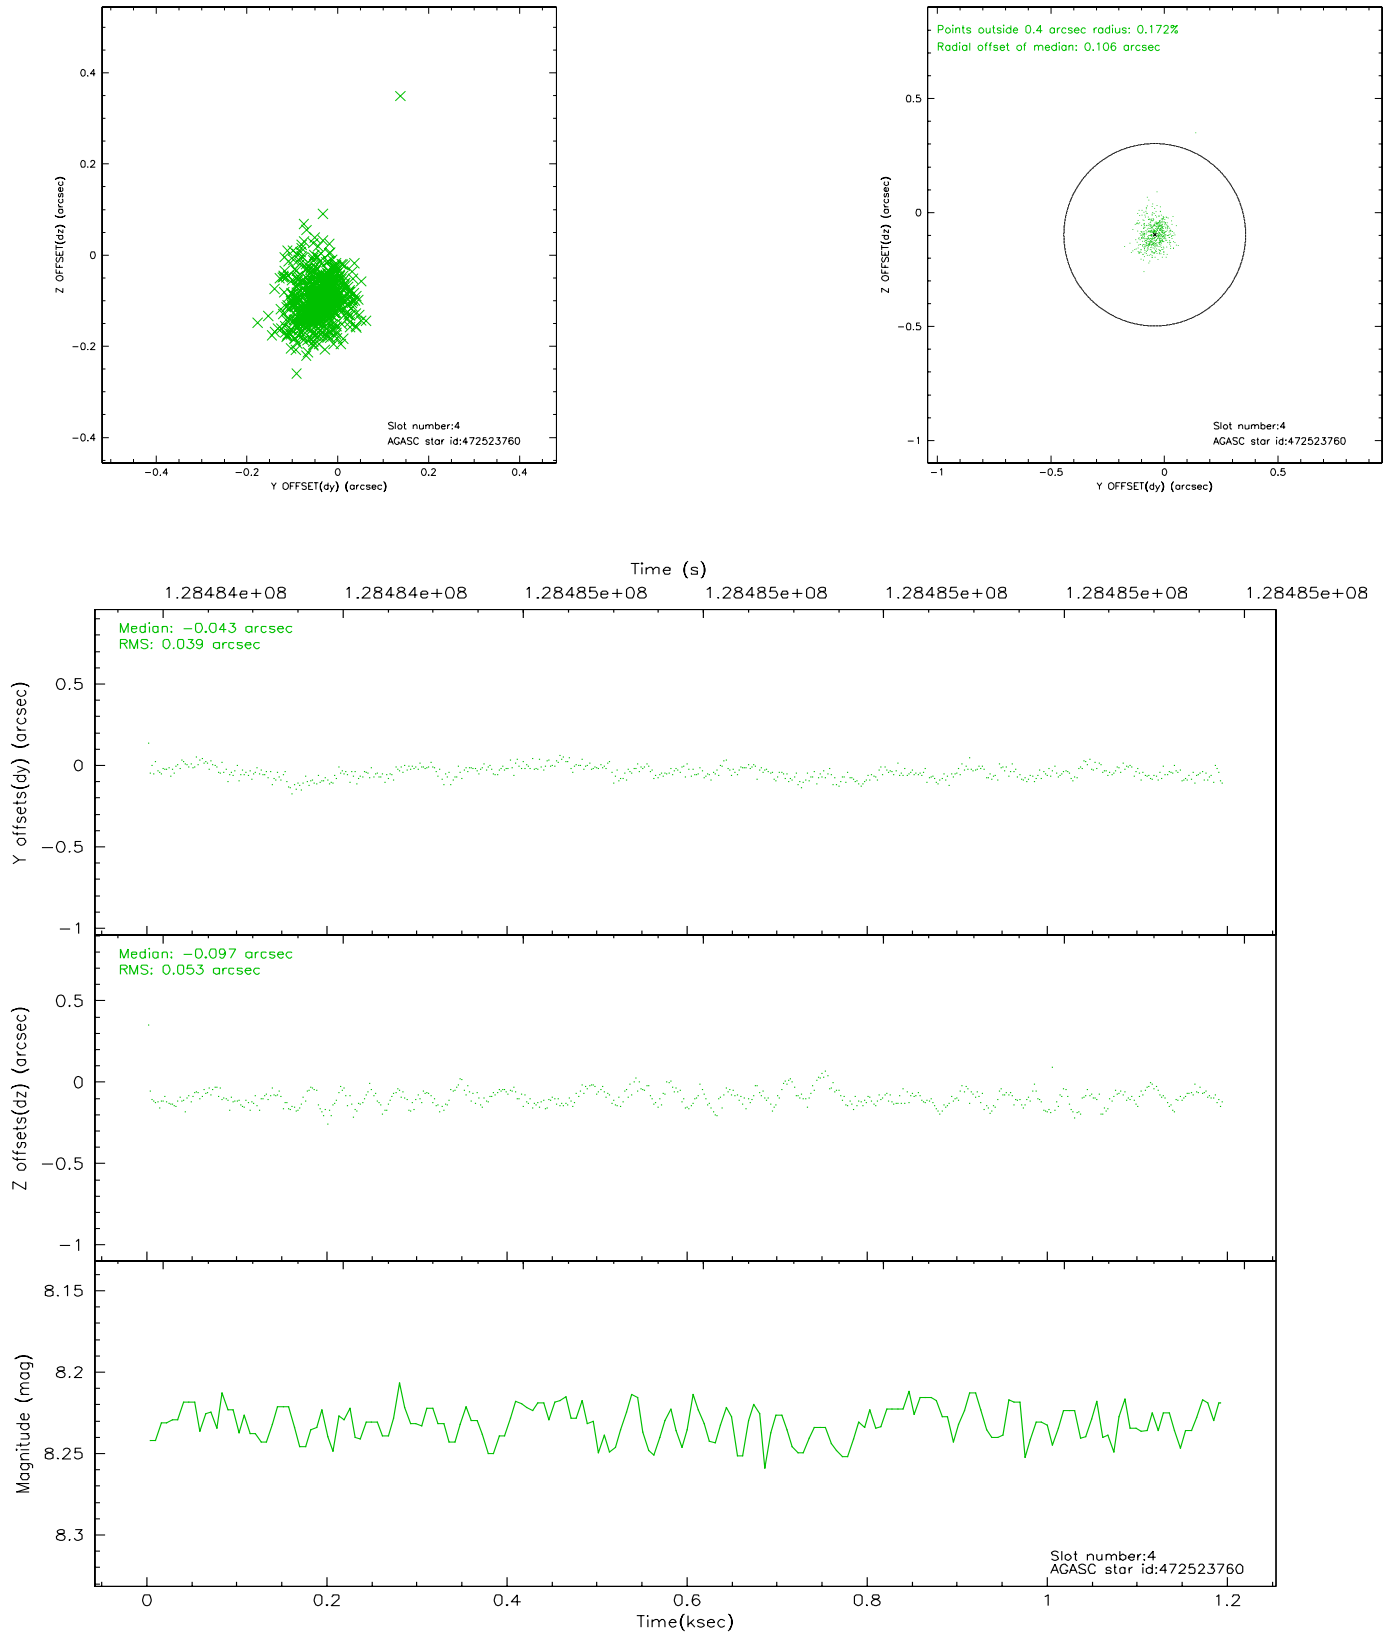 0.4
0.2
0
−0.2
−0.4
Z OFFSET(dz) (arcsec)
Slot number:4
AGASC star id:472523760
−0.4 −0.2 0 0.2 0.4
Y OFFSET(dy) (arcsec)
Points outside 0.4 arcsec radius: 0.172%
Radial offset of median: 0.106 arcsec
0.5
0
−0.5
−1
Z OFFSET(dz) (arcsec)
Slot number:4
AGASC star id:472523760
−1 −0.5 0 0.5
Y OFFSET(dy) (arcsec)
Time (s)
1.28484e+08 1.28484e+08 1.28485e+08 1.28485e+08 1.28485e+08 1.28485e+08 1.28485e+08
Median: −0.043 arcsec
RMS: 0.039 arcsec
0.5
0
−0.5
−1
Y offsets(dy) (arcsec)
Median: −0.097 arcsec
RMS: 0.053 arcsec
0.5
0
−0.5
−1
Z offsets(dz) (arcsec)
8.15
8.2
8.25
8.3
Magnitude (mag)
Slot number:4
AGASC star id:472523760
0 0.2 0.4 0.6 0.8 1 1.2
Time(ksec)